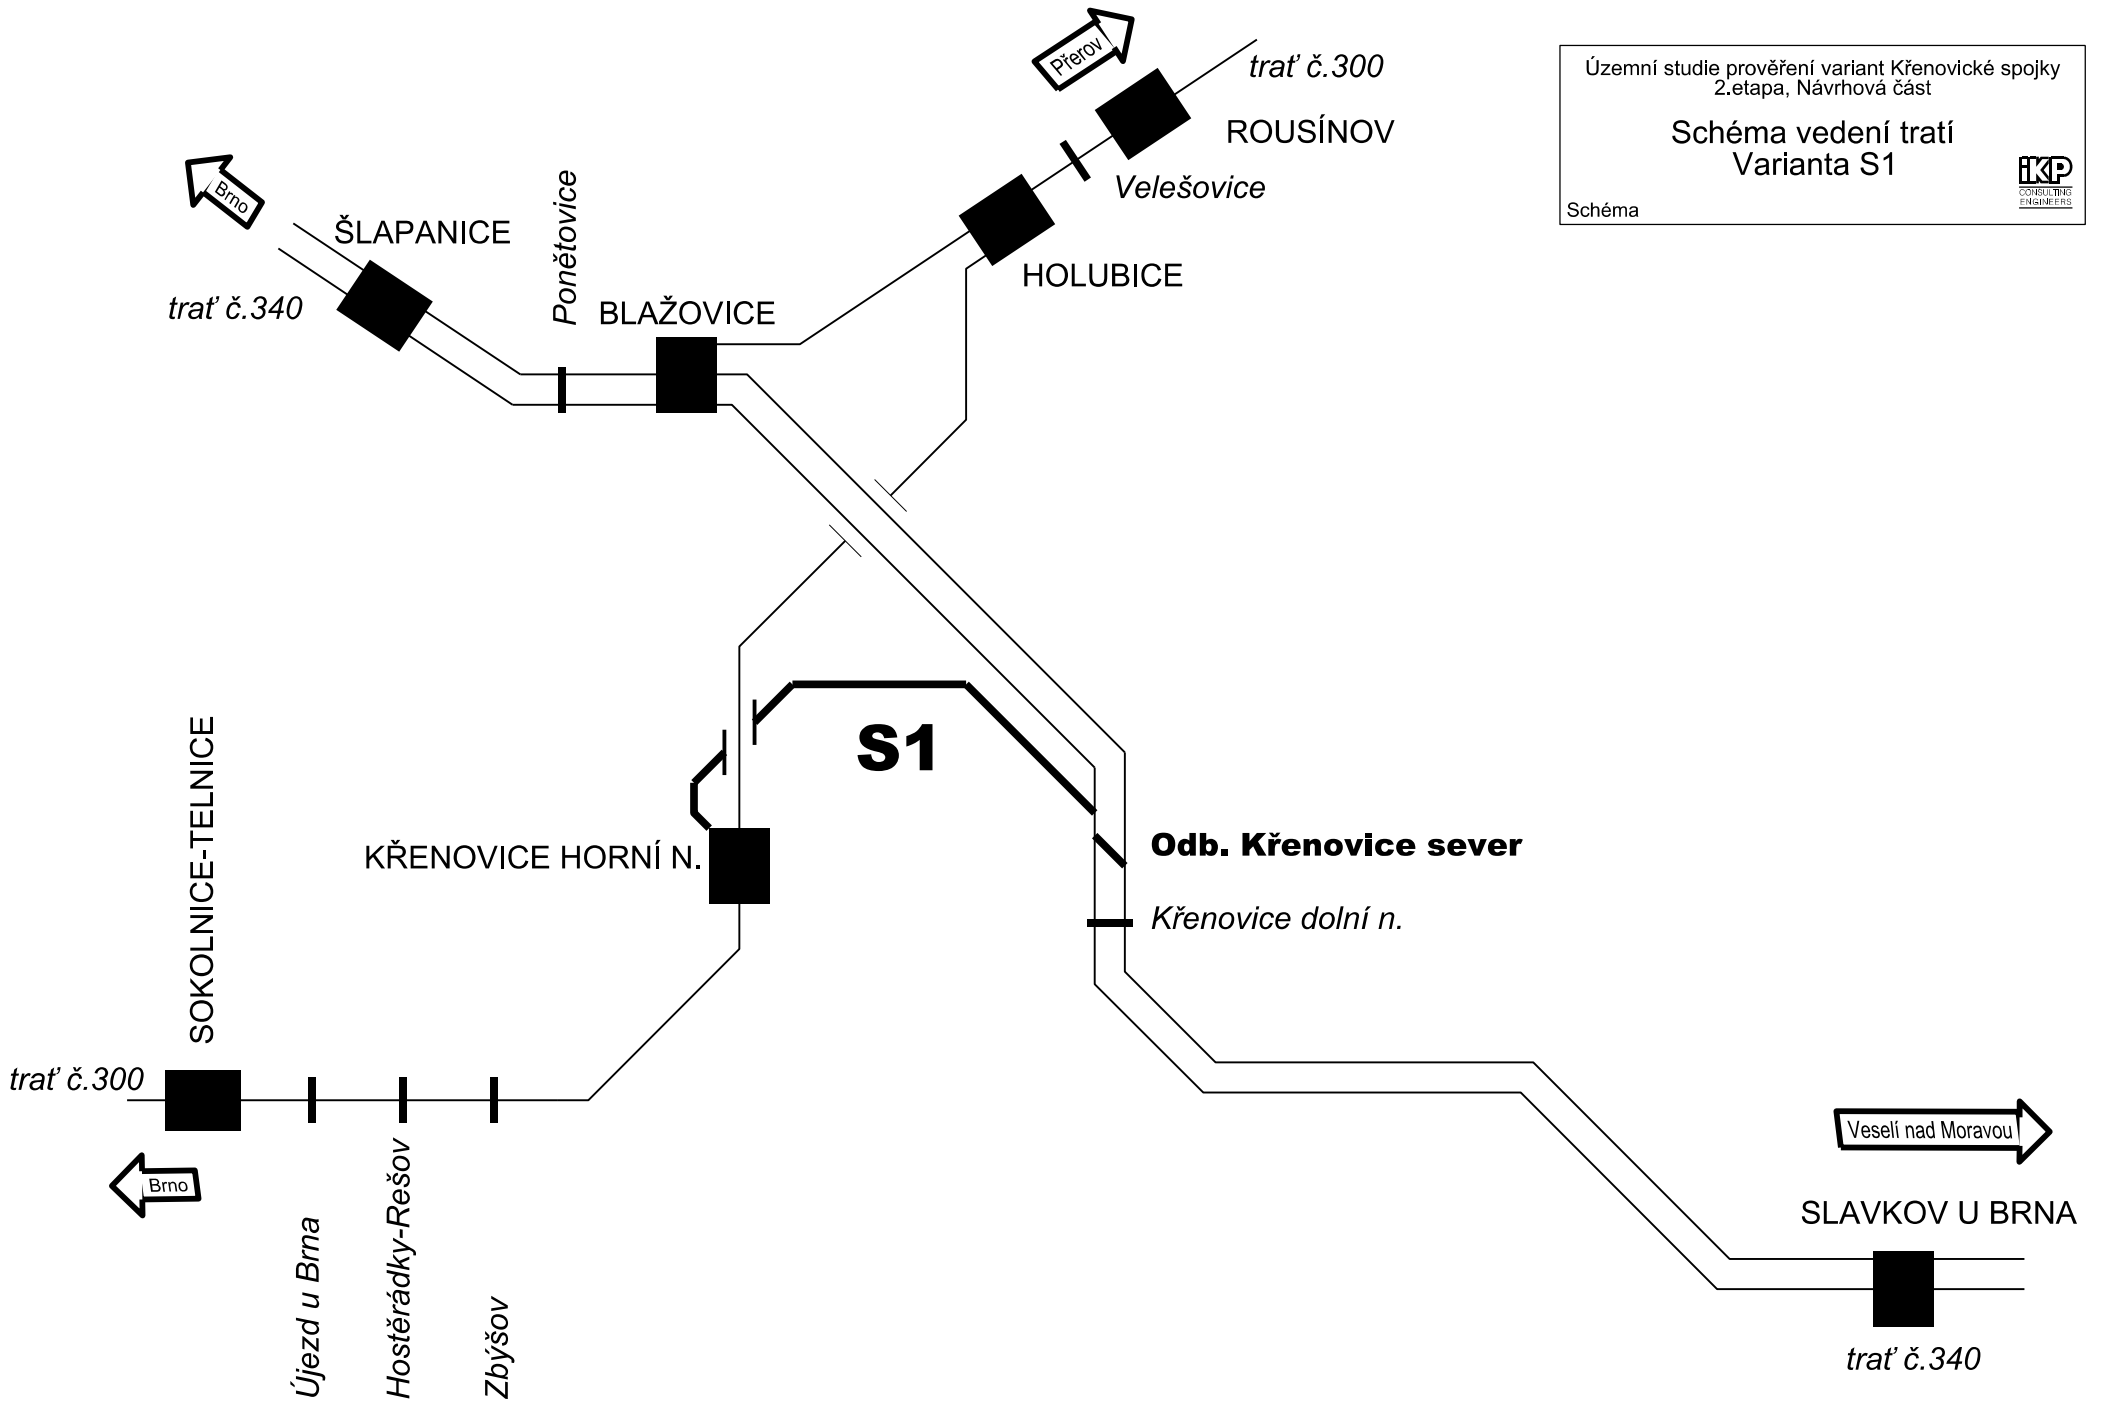 Přerov
trať č.300
ROUSÍNOV
Velešovice
HOLUBICE
Územní studie prověření variant Křenovické spojky
2.etapa, Návrhová část
Schéma vedení tratí
Varianta S1
Schéma
iKP
CONSULTING
ENGINEERS
Brno
ŠLAPANICE
trať č.340
Ponětovice
BLAŽOVICE
S1
SOKOLNICE-TELNICE
KŘENOVICE HORNÍ N.
Odb. Křenovice sever
Křenovice dolní n.
trať č.300
Brno
Újezd u Brna
Hostěrádky-Rešov
Zbýšov
Veselí nad Moravou
SLAVKOV U BRNA
trať č.340